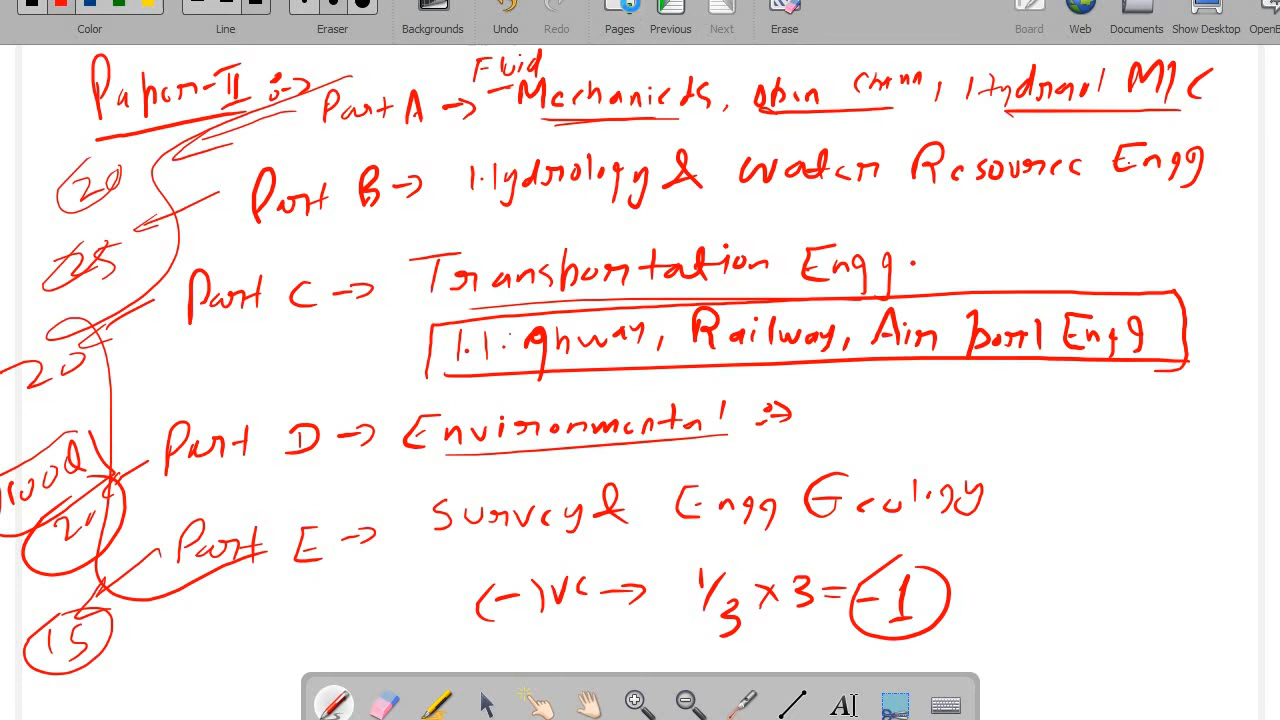 Color Line Eraser Backgrounds Undo Redo Pages Previous Next Erase Board Web Documents Show Desktop OpenB
Fluid
Paper-II :→ Part A → Mechanics, open Chann, Hydraul M/C
20 Part B → Hydrology & Water Resource Engg
25
Part C → Transportation Engg.
20 Highway, Railway, Air port Engg
Part D → Environmental :→
100Q
20 Part E → Survey & Engg Geology
(-)ve → 1/3 × 3 = -1
15